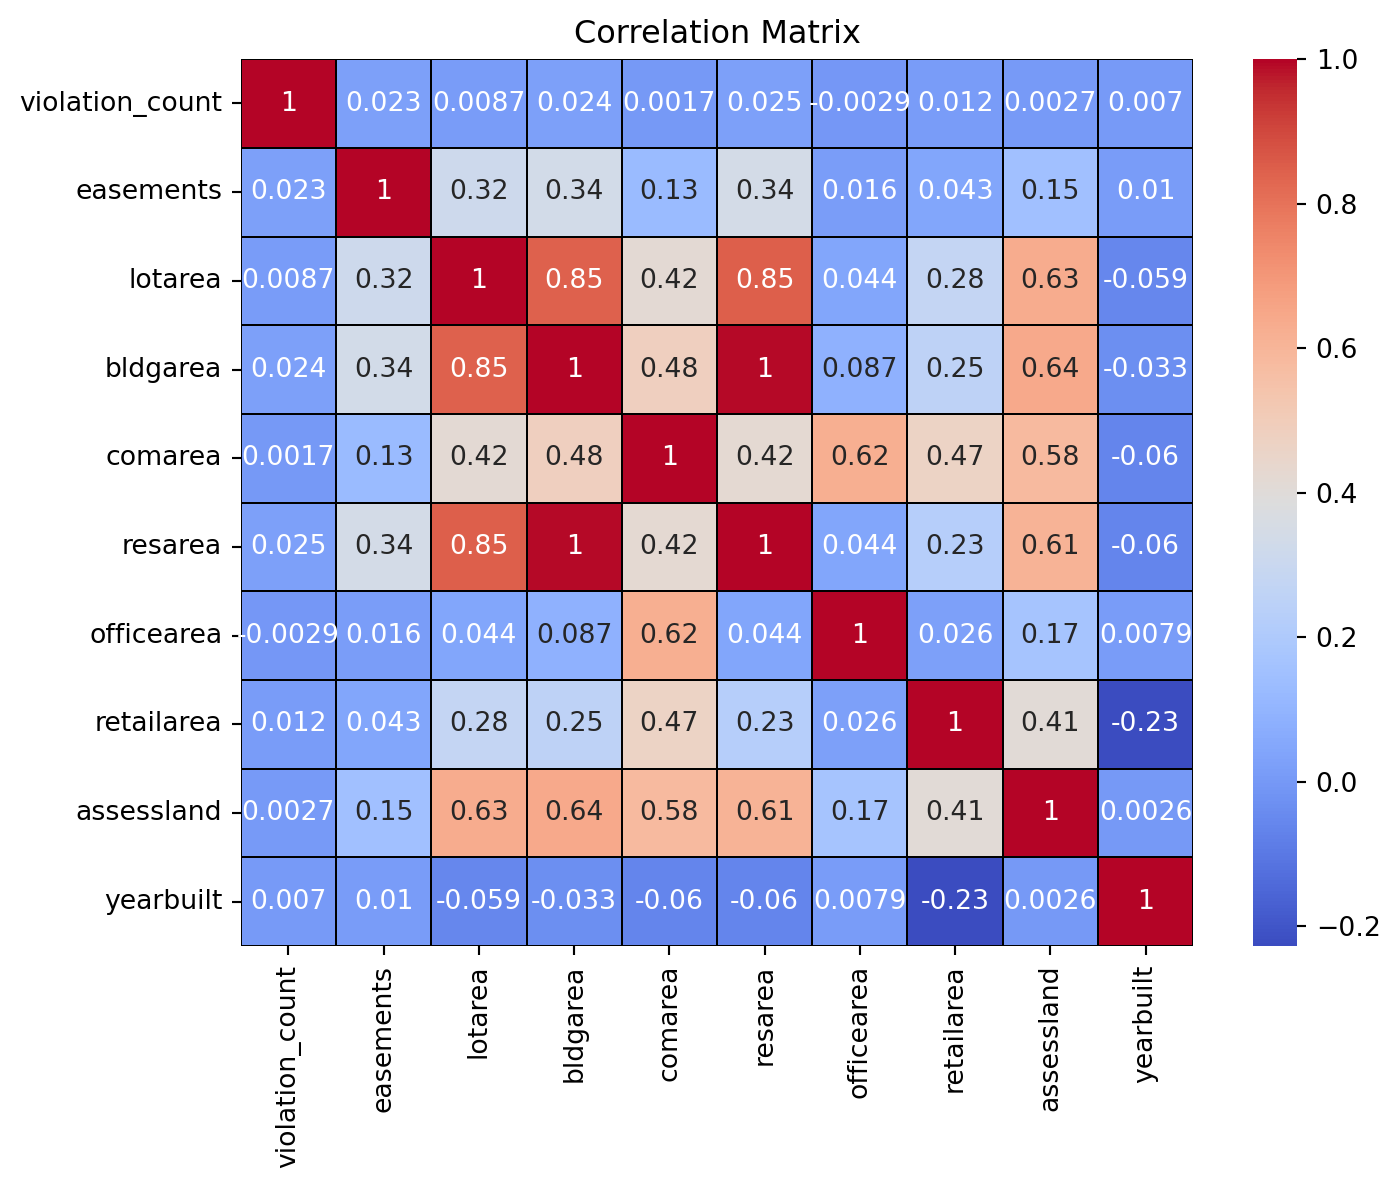 Correlation Matrix
violation_count 1 0.023 0.0087 0.024 0.0017 0.025 -0.0029 0.012 0.0027 0.007
easements 0.023 1 0.32 0.34 0.13 0.34 0.016 0.043 0.15 0.01
lotarea 0.0087 0.32 1 0.85 0.42 0.85 0.044 0.28 0.63 -0.059
bldgarea 0.024 0.34 0.85 1 0.48 1 0.087 0.25 0.64 -0.033
comarea 0.0017 0.13 0.42 0.48 1 0.42 0.62 0.47 0.58 -0.06
resarea 0.025 0.34 0.85 1 0.42 1 0.044 0.23 0.61 -0.06
officearea -0.0029 0.016 0.044 0.087 0.62 0.044 1 0.026 0.17 0.0079
retailarea 0.012 0.043 0.28 0.25 0.47 0.23 0.026 1 0.41 -0.23
assessland 0.0027 0.15 0.63 0.64 0.58 0.61 0.17 0.41 1 0.0026
yearbuilt 0.007 0.01 -0.059 -0.033 -0.06 -0.06 0.0079 -0.23 0.0026 1
violation_count easements lotarea bldgarea comarea resarea officearea retailarea assessland yearbuilt
1.0
0.8
0.6
0.4
0.2
0.0
−0.2